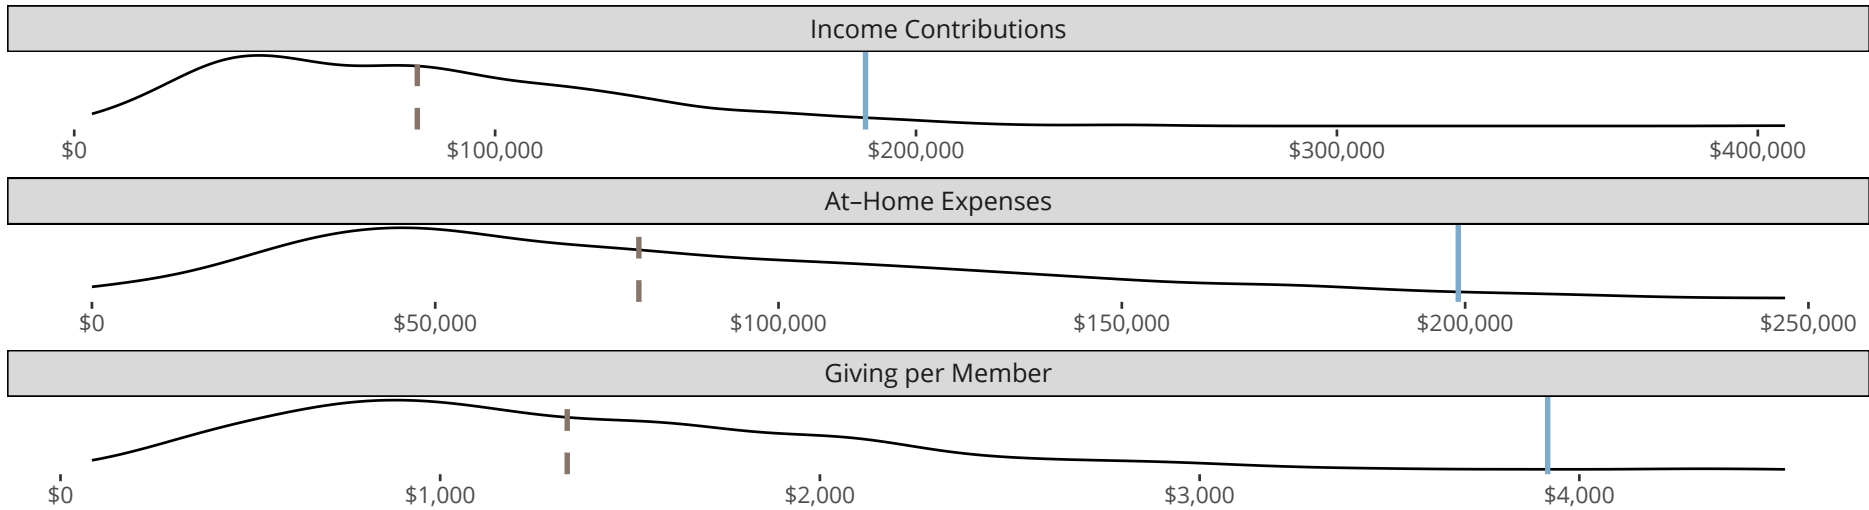 Income Contributions
$0 $100,000 $200,000 $300,000 $400,000
At–Home Expenses
$0 $50,000 $100,000 $150,000 $200,000 $250,000
Giving per Member
$0 $1,000 $2,000 $3,000 $4,000